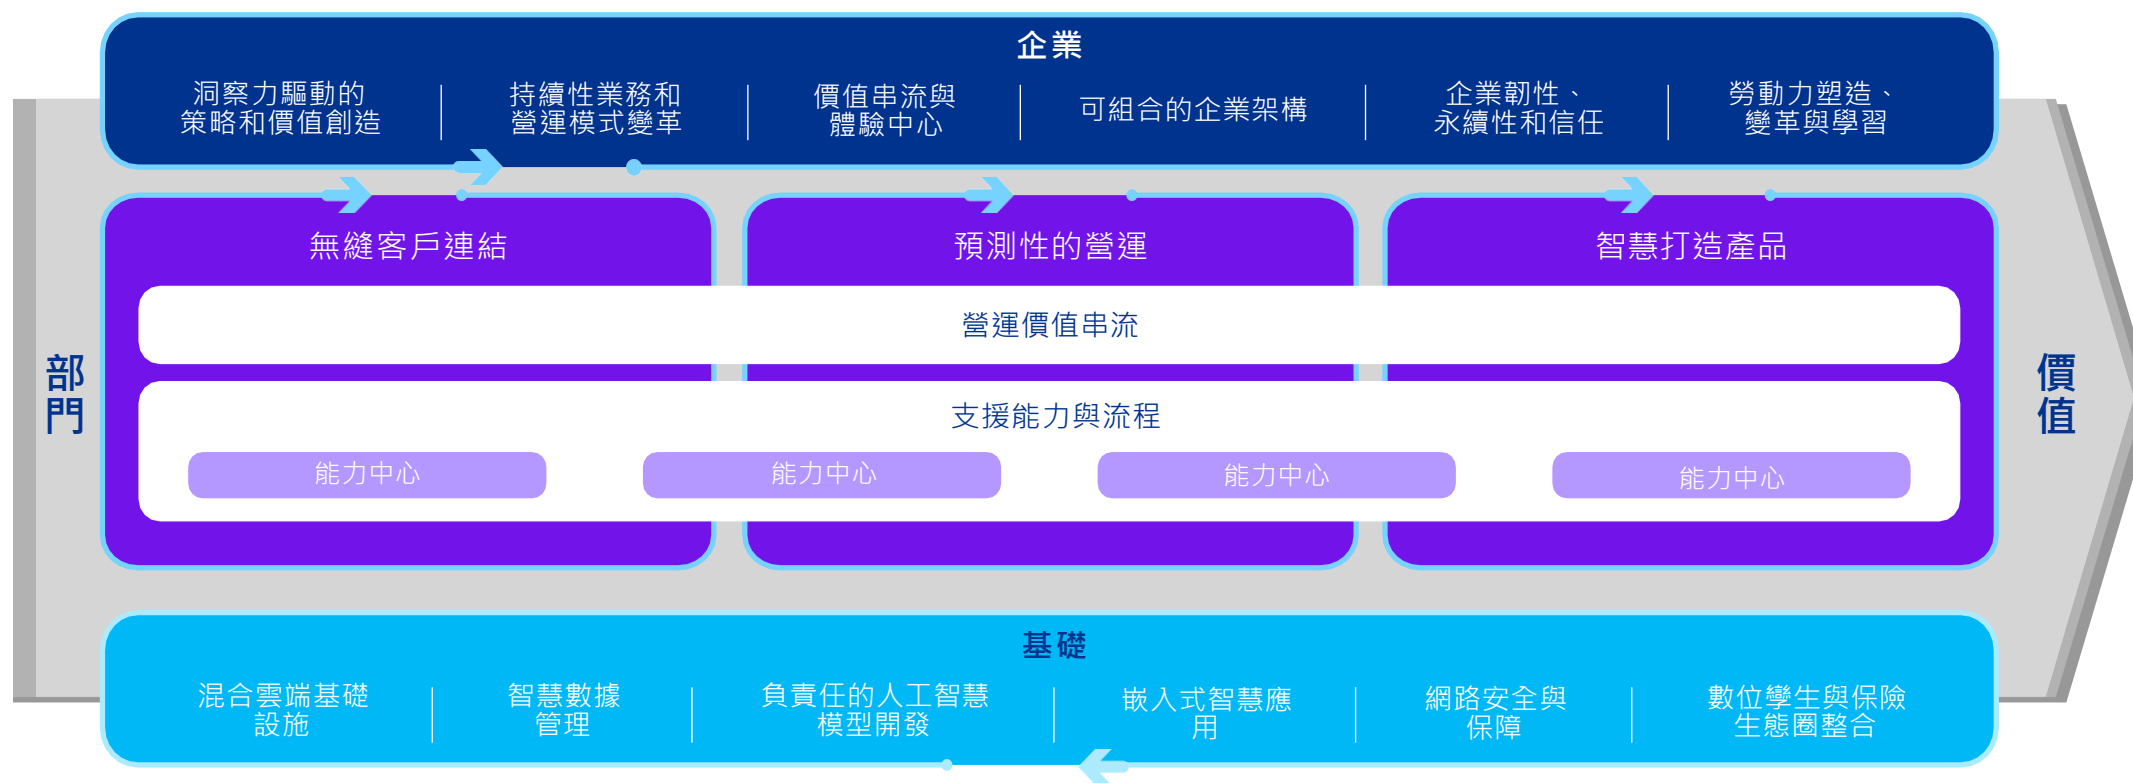 企業
洞察力驅動的
策略和價值創造
持續性業務和
營運模式變革
價值串流與
體驗中心
可組合的企業架構
企業韌性、
永續性和信任
勞動力塑造、
變革與學習
部門
無縫客戶連結
預測性的營運
智慧打造產品
營運價值串流
支援能力與流程
能力中心
能力中心
能力中心
能力中心
價值
基礎
混合雲端基礎
設施
智慧數據
管理
負責任的人工智慧
模型開發
嵌入式智慧應
用
網路安全與
保障
數位孿生與保險
生態圈整合